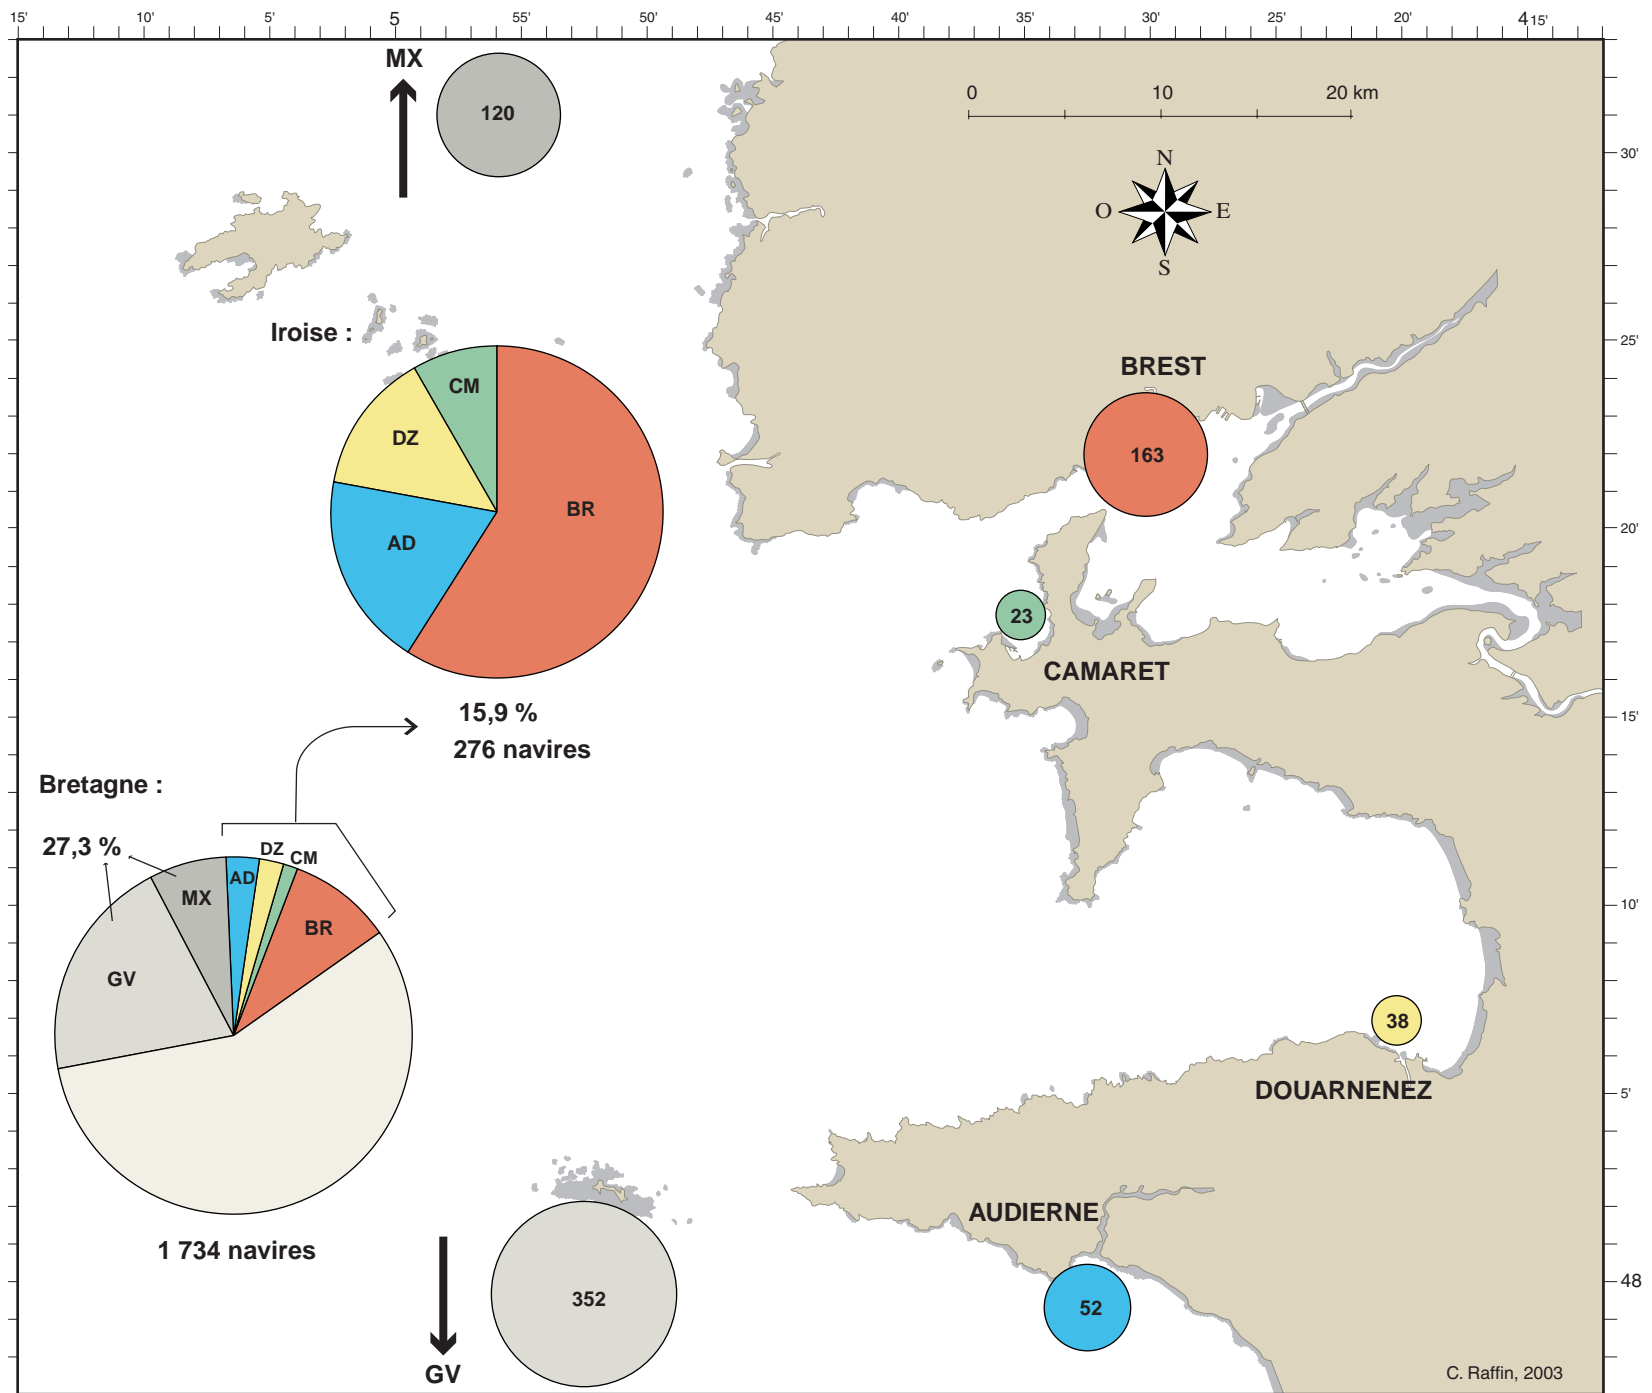 15' 10' 5' 5 55' 50' 45' 40' 35' 30' 25' 20' 4 15'
MX
120
0 10 20 km
N
O E
S
30'
Iroise :
25'
CM
DZ
BR
AD
BREST
163
20'
23
CAMARET
15,9 %
276 navires
15'
Bretagne :
27,3 %
DZ CM
AD
MX
BR
GV
10'
38
DOUARNENEZ
5'
AUDIERNE
1 734 navires
48
352
52
GV
C. Raffin, 2003